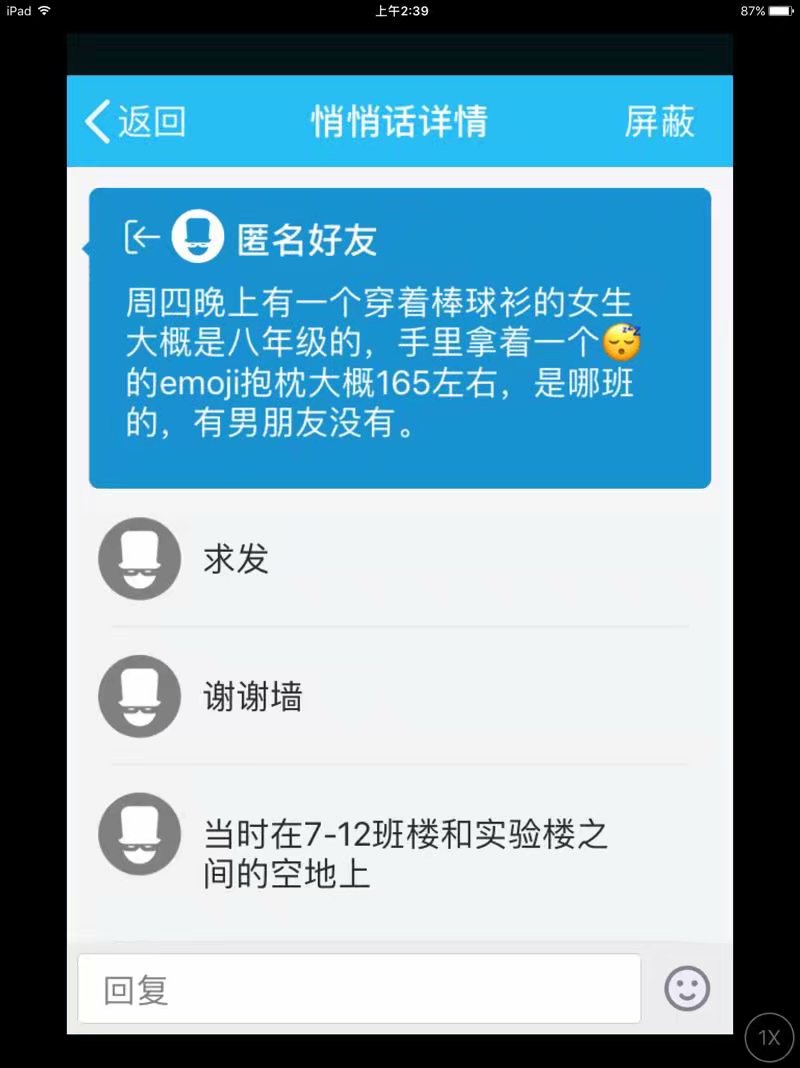 iPad 上午2:39 87%
返回 悄悄话详情 屏蔽
匿名好友
周四晚上有一个穿着棒球衫的女生
大概是八年级的，手里拿着一个😴
的emoji抱枕大概165左右，是哪班
的，有男朋友没有。
求发
谢谢墙
当时在7-12班楼和实验楼之
间的空地上
回复
1X